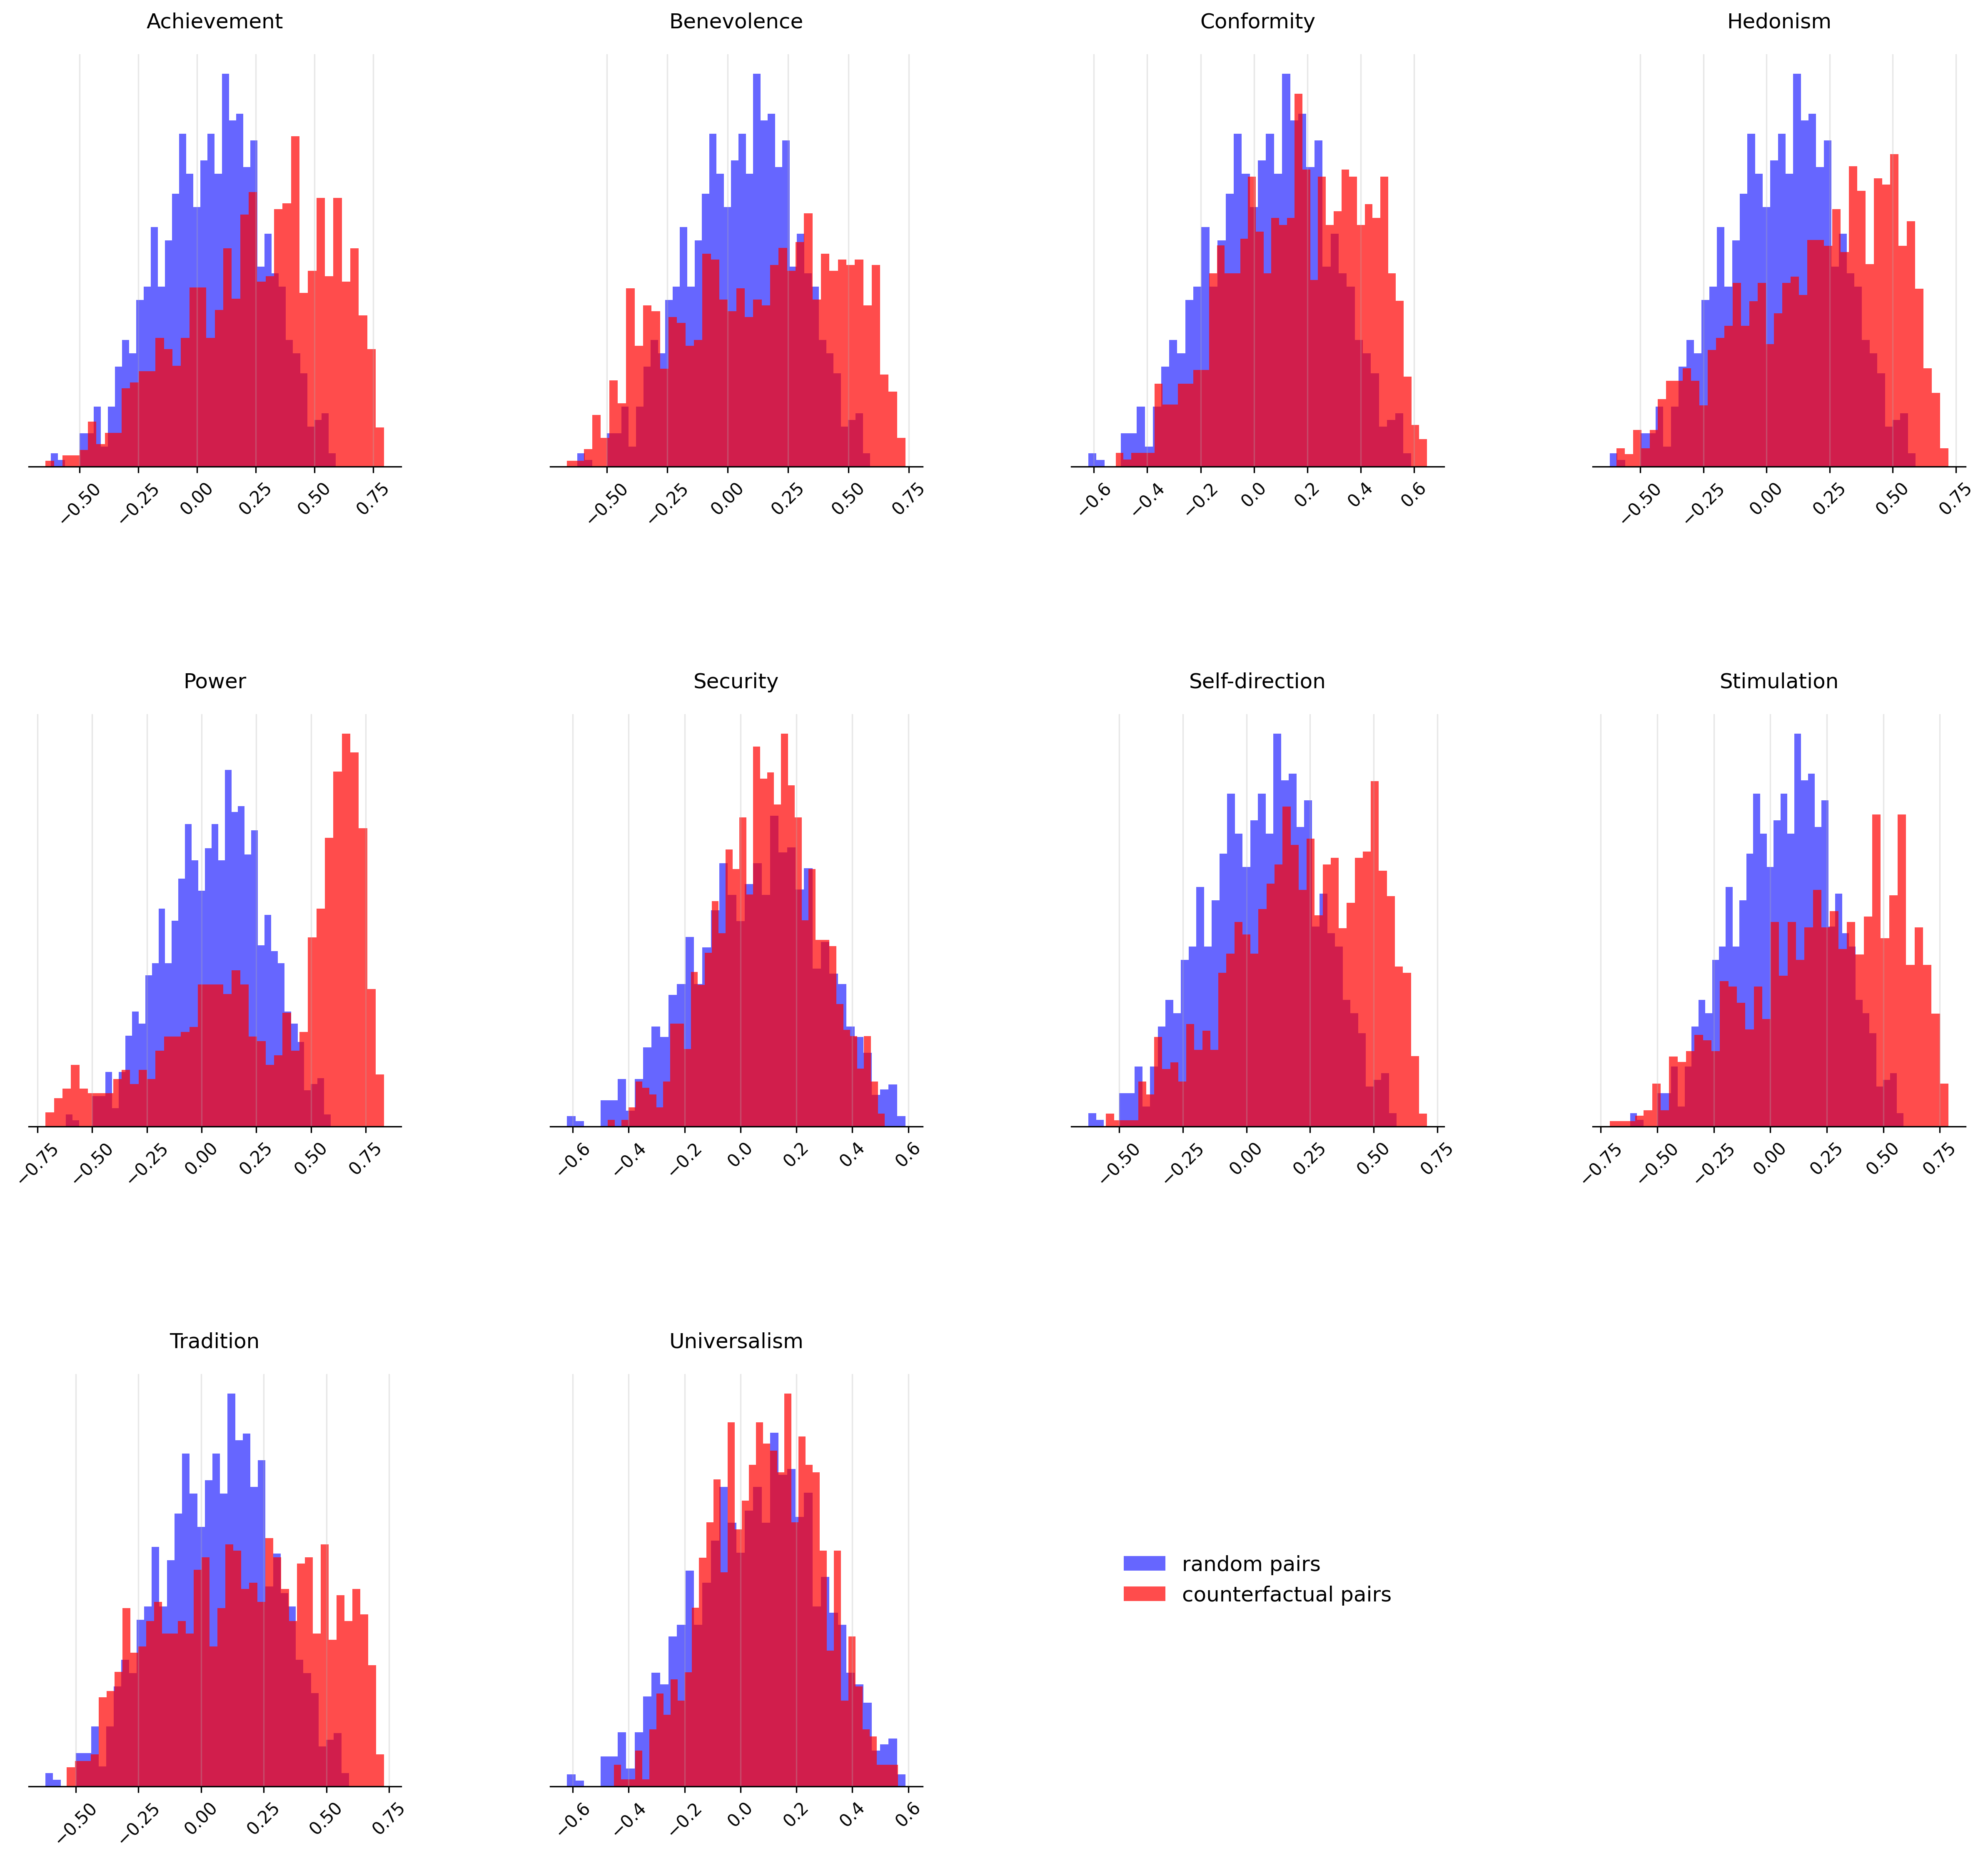 Achievement
Benevolence
Conformity
Hedonism
−0.50 −0.25 0.00 0.25 0.50 0.75
−0.50 −0.25 0.00 0.25 0.50 0.75
−0.6 −0.4 −0.2 0.0 0.2 0.4 0.6
−0.50 −0.25 0.00 0.25 0.50 0.75
Power
Security
Self-direction
Stimulation
−0.75 −0.50 −0.25 0.00 0.25 0.50 0.75
−0.6 −0.4 −0.2 0.0 0.2 0.4 0.6
−0.50 −0.25 0.00 0.25 0.50 0.75
−0.75 −0.50 −0.25 0.00 0.25 0.50 0.75
Tradition
Universalism
random pairs
counterfactual pairs
−0.50 −0.25 0.00 0.25 0.50 0.75
−0.6 −0.4 −0.2 0.0 0.2 0.4 0.6